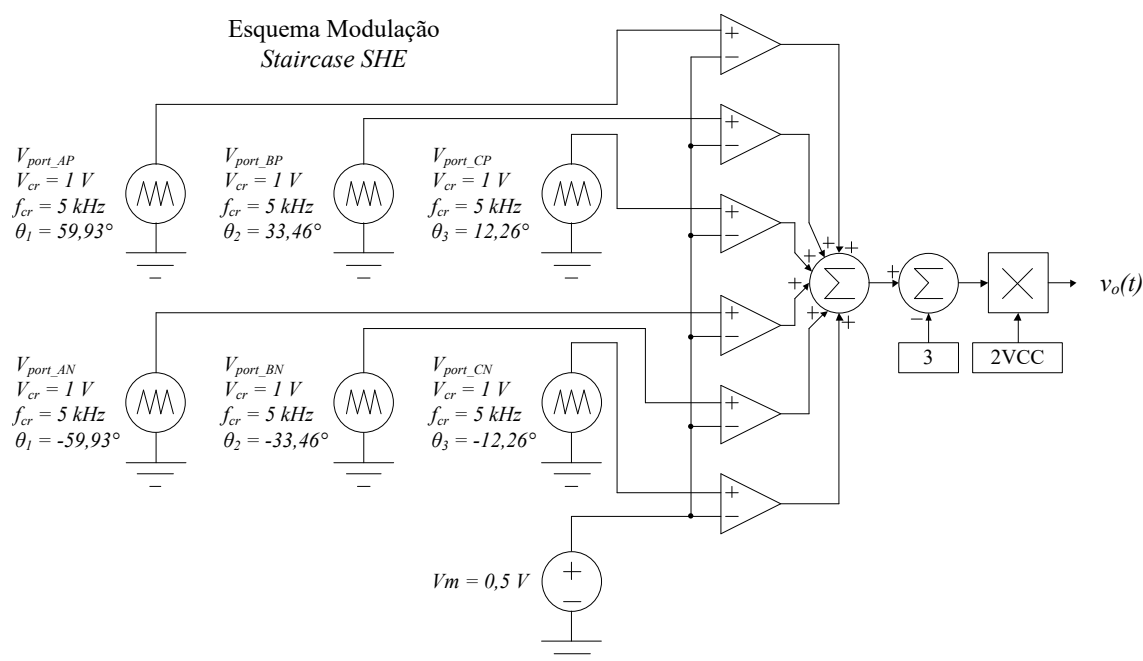 Esquema Modulação
Staircase SHE
V_port_AP
V_cr = 1 V
f_cr = 5 kHz
θ_1 = 59,93°
V_port_BP
V_cr = 1 V
f_cr = 5 kHz
θ_2 = 33,46°
V_port_CP
V_cr = 1 V
f_cr = 5 kHz
θ_3 = 12,26°
V_port_AN
V_cr = 1 V
f_cr = 5 kHz
θ_1 = -59,93°
V_port_BN
V_cr = 1 V
f_cr = 5 kHz
θ_2 = -33,46°
V_port_CN
V_cr = 1 V
f_cr = 5 kHz
θ_3 = -12,26°
Vm = 0,5 V
+
−
+
−
+
−
+
−
+
−
+
−
+
−
+ + + + + +
Σ
+
−
Σ
3
2VCC
v_o(t)